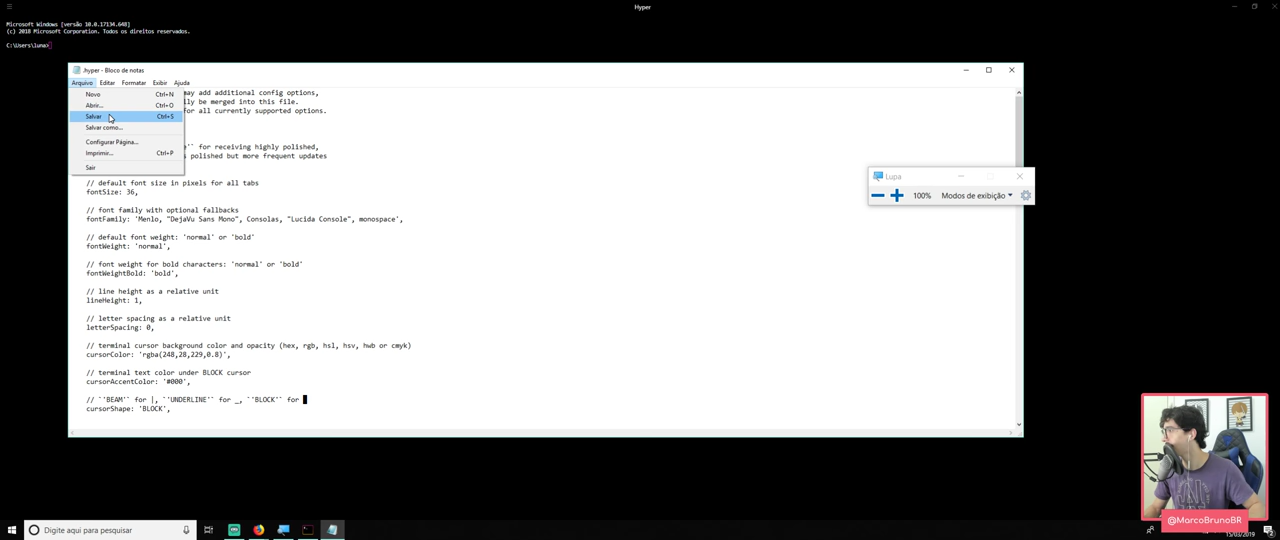 Hyper
Microsoft Windows [versão 10.0.17134.648]
(c) 2018 Microsoft Corporation. Todos os direitos reservados.
C:\Users\luna>
.hyper - Bloco de notas
Arquivo Editar Formatar Exibir Ajuda
Novo Ctrl+N
Abrir... Ctrl+O
Salvar Ctrl+S
Salvar como...
Configurar Página...
Imprimir... Ctrl+P
Sair
may add additional config options,
ly be merged into this file.
for all currently supported options.
for receiving highly polished,
polished but more frequent updates
// default font size in pixels for all tabs
fontSize: 36,
// font family with optional fallbacks
fontFamily: 'Menlo, "DejaVu Sans Mono", Consolas, "Lucida Console", monospace',
// default font weight: 'normal' or 'bold'
fontWeight: 'normal',
// font weight for bold characters: 'normal' or 'bold'
fontWeightBold: 'bold',
// line height as a relative unit
lineHeight: 1,
// letter spacing as a relative unit
letterSpacing: 0,
// terminal cursor background color and opacity (hex, rgb, hsl, hsv, hwb or cmyk)
cursorColor: 'rgba(248,28,229,0.8)',
// terminal text color under BLOCK cursor
cursorAccentColor: '#000',
// `'BEAM'` for |, `'UNDERLINE'` for _, `'BLOCK'` for █
cursorShape: 'BLOCK',
Lupa
100% Modos de exibição
@MarcoBrunoBR
Digite aqui para pesquisar
15/03/2019